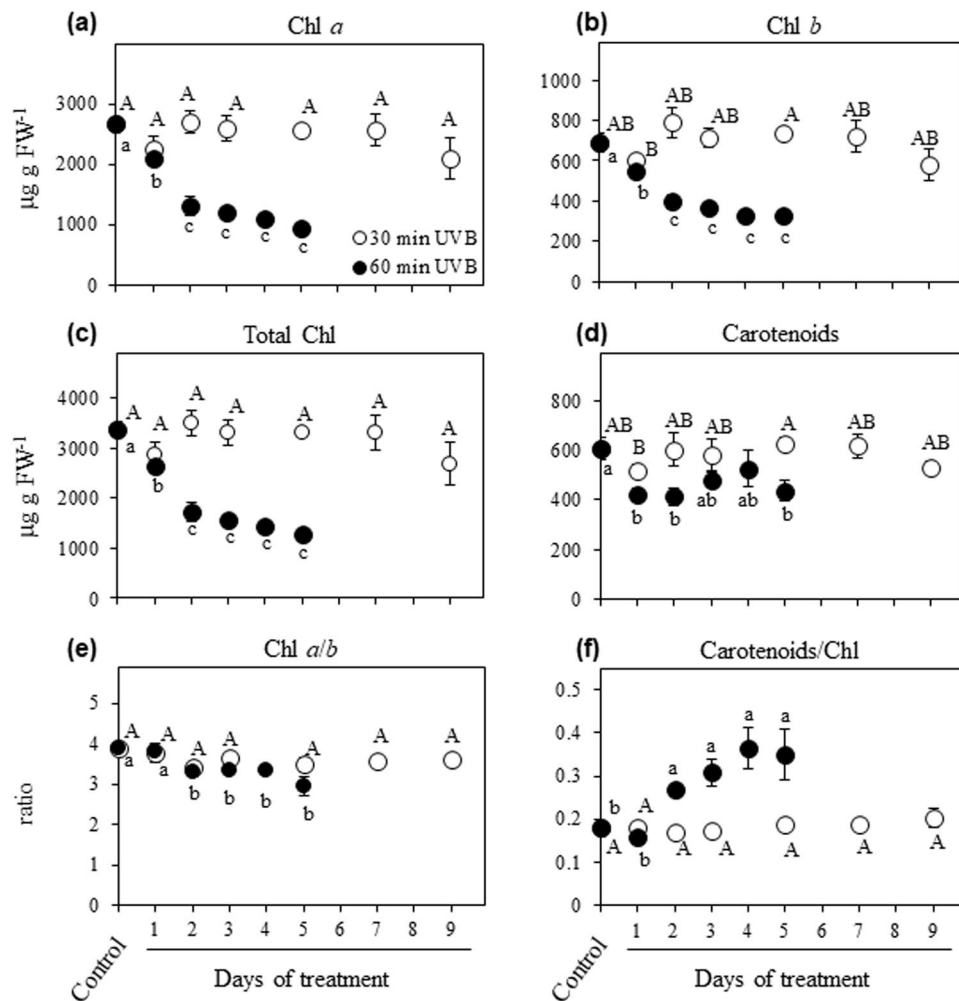 (a) Chl a
(b) Chl b
µg g FW-1
3000
2000
1000
0
A A A A A A A
a b c c c c
30 min UVB
60 min UVB
1000
800
600
400
200
0
AB B AB AB A AB AB
a b c c c c
(c) Total Chl
(d) Carotenoids
µg g FW-1
4000
3000
2000
1000
0
A A A A A A A
a b c c c c
800
600
400
200
0
AB B AB AB A AB AB
a b b ab ab b
(e) Chl a/b
(f) Carotenoids/Chl
ratio
5
4
3
2
1
0
A A A A A A A
a a b b b b
0.5
0.4
0.3
0.2
0.1
0
b b a a a a
A A A A A A A
Control 1 2 3 4 5 6 7 8 9
Days of treatment
Control 1 2 3 4 5 6 7 8 9
Days of treatment